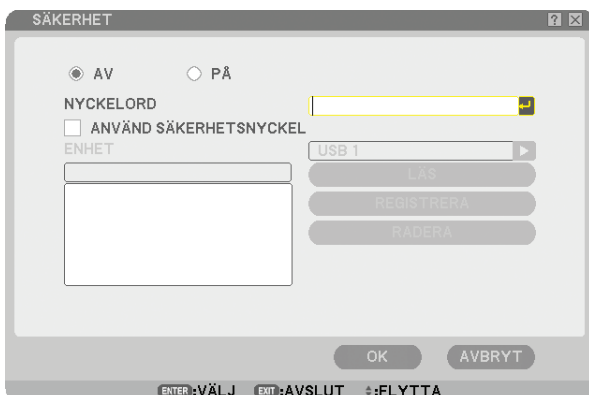 SÄKERHET
AV PÅ
NYCKELORD
ANVÄND SÄKERHETSNYCKEL
ENHET USB 1
LÄS
REGISTRERA
RADERA
OK AVBRYT
ENTER:VÄLJ EXIT:AVSLUT :FLYTTA